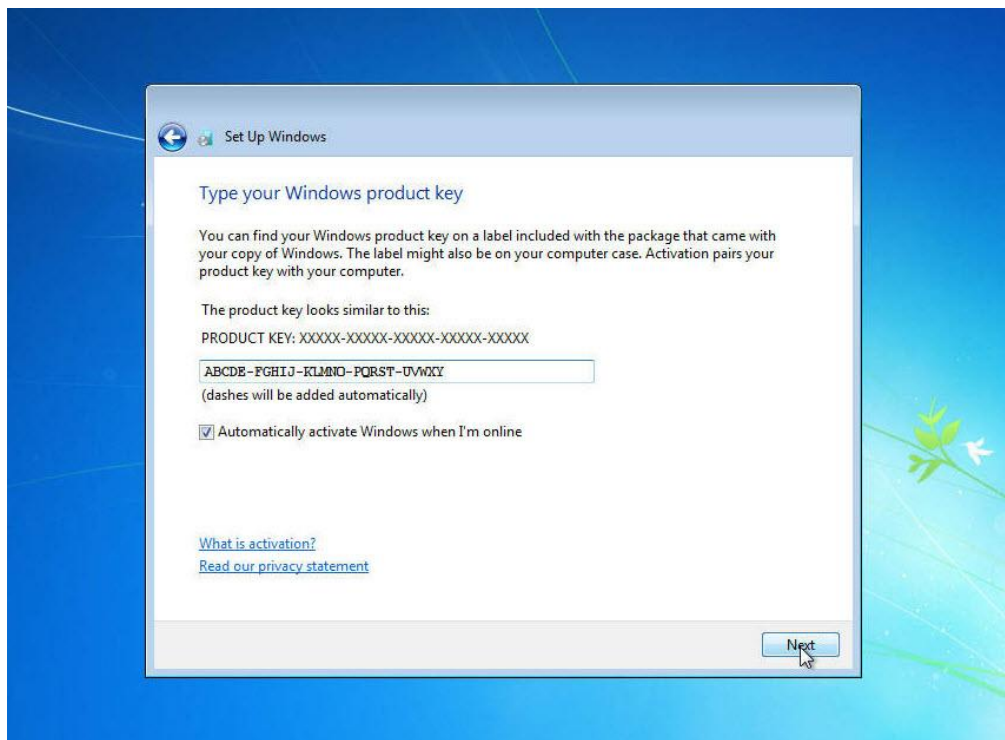 Set Up Windows
Type your Windows product key
You can find your Windows product key on a label included with the package that came with
your copy of Windows. The label might also be on your computer case. Activation pairs your
product key with your computer.
The product key looks similar to this:
PRODUCT KEY: XXXXX-XXXXX-XXXXX-XXXXX-XXXXX
ABCDE-FGHIJ-KLMNO-PQRST-UVWXY
(dashes will be added automatically)
Automatically activate Windows when I'm online
What is activation?
Read our privacy statement
Next